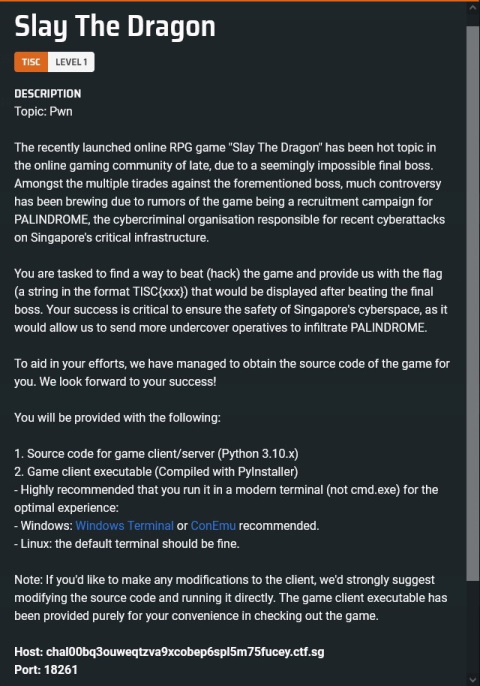 Slay The Dragon
TISC LEVEL 1
DESCRIPTION
Topic: Pwn
The recently launched online RPG game "Slay The Dragon" has been hot topic in
the online gaming community of late, due to a seemingly impossible final boss.
Amongst the multiple tirades against the forementioned boss, much controversy
has been brewing due to rumors of the game being a recruitment campaign for
PALINDROME, the cybercriminal organisation responsible for recent cyberattacks
on Singapore's critical infrastructure.
You are tasked to find a way to beat (hack) the game and provide us with the flag
(a string in the format TISC{xxx}) that would be displayed after beating the final
boss. Your success is critical to ensure the safety of Singapore's cyberspace, as it
would allow us to send more undercover operatives to infiltrate PALINDROME.
To aid in your efforts, we have managed to obtain the source code of the game for
you. We look forward to your success!
You will be provided with the following:
1. Source code for game client/server (Python 3.10.x)
2. Game client executable (Compiled with PyInstaller)
- Highly recommended that you run it in a modern terminal (not cmd.exe) for the
optimal experience:
- Windows: Windows Terminal or ConEmu recommended.
- Linux: the default terminal should be fine.
Note: If you'd like to make any modifications to the client, we'd strongly suggest
modifying the source code and running it directly. The game client executable has
been provided purely for your convenience in checking out the game.
Host: chal00bq3ouweqtzva9xcobep6spl5m75fucey.ctf.sg
Port: 18261